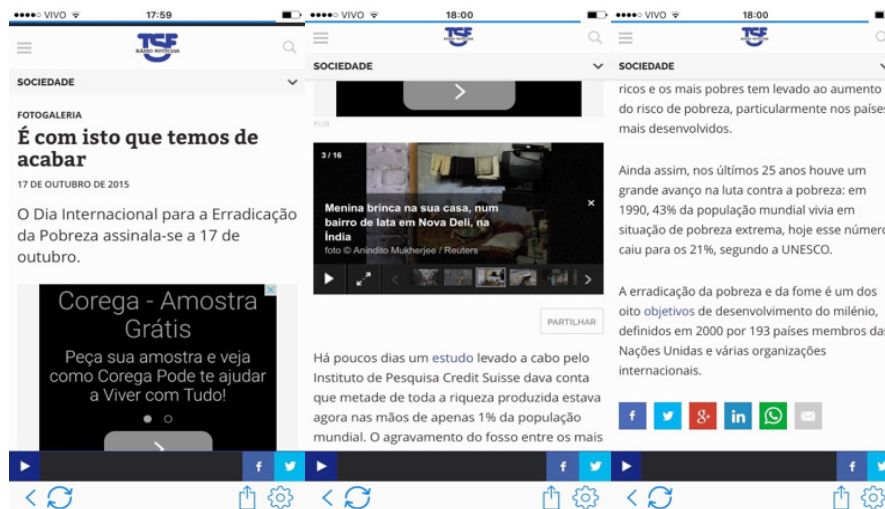 VIVO 17:59
TSF
RÁDIO NOTÍCIAS
SOCIEDADE
FOTOGALERIA
É com isto que temos de
acabar
17 DE OUTUBRO DE 2015
O Dia Internacional para a Erradicação
da Pobreza assinala-se a 17 de
outubro.
Corega - Amostra
Grátis
Peça sua amostra e veja
como Corega Pode te ajudar
a Viver com Tudo!
VIVO 18:00
TSF
RÁDIO NOTÍCIAS
SOCIEDADE
PUB
3 / 16
Menina brinca na sua casa, num
bairro de lata em Nova Deli, na
Índia
foto © Anindito Mukherjee / Reuters
PARTILHAR
Há poucos dias um estudo levado a cabo pelo
Instituto de Pesquisa Credit Suisse dava conta
que metade de toda a riqueza produzida estava
agora nas mãos de apenas 1% da população
mundial. O agravamento do fosso entre os mais
VIVO 18:00
TSF
RÁDIO NOTÍCIAS
SOCIEDADE
ricos e os mais pobres tem levado ao aumento
do risco de pobreza, particularmente nos países
mais desenvolvidos.
Ainda assim, nos últímos 25 anos houve um
grande avanço na luta contra a pobreza: em
1990, 43% da população mundial vivia em
situação de pobreza extrema, hoje esse número
caiu para os 21%, segundo a UNESCO.
A erradicação da pobreza e da fome é um dos
oito objetivos de desenvolvimento do milénio,
definidos em 2000 por 193 países membros das
Nações Unidas e várias organizações
internacionais.